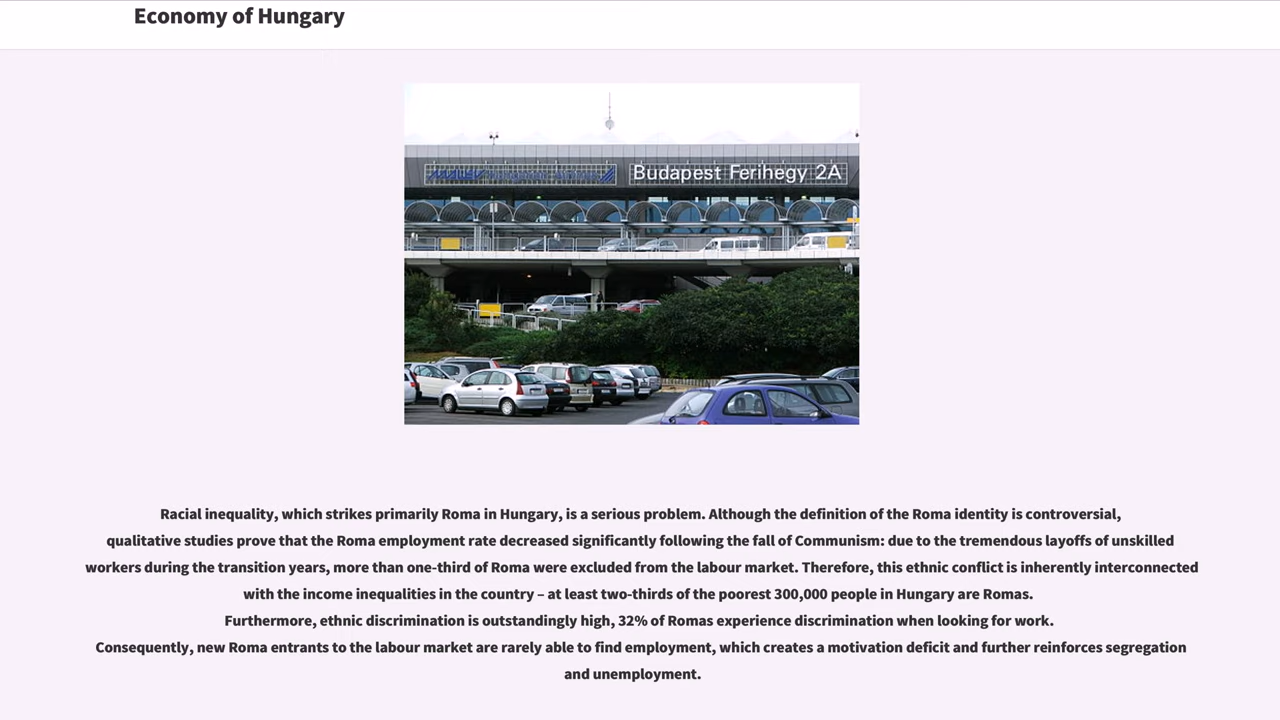 Economy of Hungary
Budapest Ferihegy 2A
Racial inequality, which strikes primarily Roma in Hungary, is a serious problem. Although the definition of the Roma identity is controversial,
qualitative studies prove that the Roma employment rate decreased significantly following the fall of Communism: due to the tremendous layoffs of unskilled
workers during the transition years, more than one-third of Roma were excluded from the labour market. Therefore, this ethnic conflict is inherently interconnected
with the income inequalities in the country – at least two-thirds of the poorest 300,000 people in Hungary are Romas.
Furthermore, ethnic discrimination is outstandingly high, 32% of Romas experience discrimination when looking for work.
Consequently, new Roma entrants to the labour market are rarely able to find employment, which creates a motivation deficit and further reinforces segregation
and unemployment.